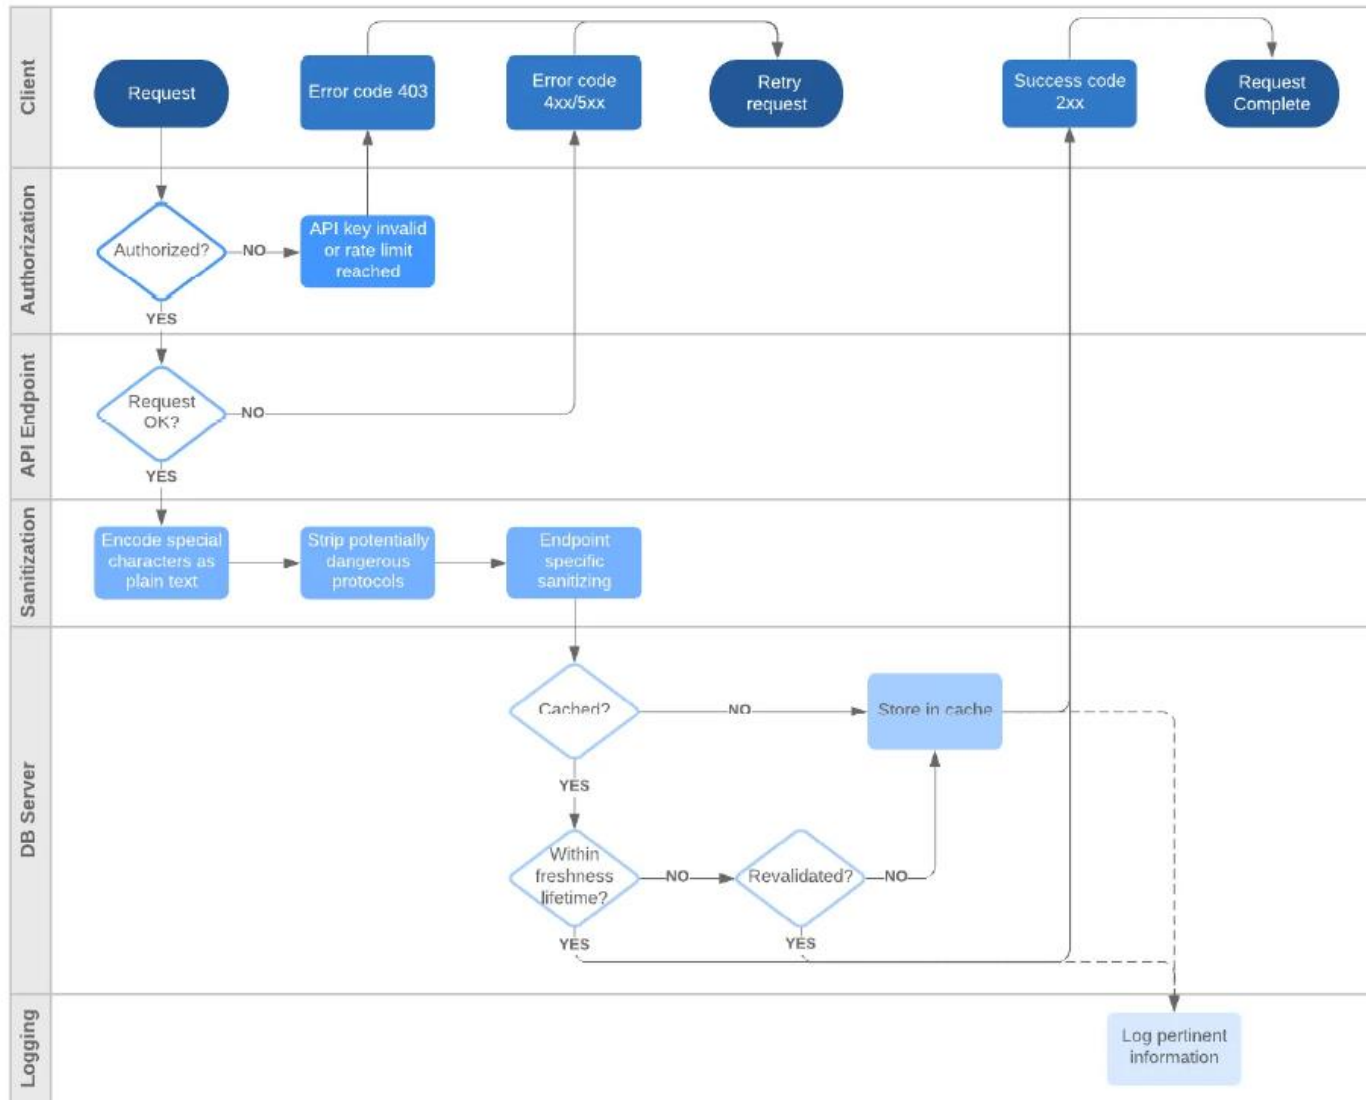 Client
Request
Error code 403
Error code
4xx/5xx
Retry
request
Success code
2xx
Request
Complete
Authorization
Authorized?
NO
API key invalid
or rate limit
reached
YES
API Endpoint
Request
OK?
NO
YES
Sanitization
Encode special
characters as
plain text
Strip potentially
dangerous
protocols
Endpoint
specific
sanitizing
DB Server
Cached?
NO
Store in cache
YES
Within
freshness
lifetime?
NO
Revalidated?
NO
YES
YES
Logging
Log pertinent
information